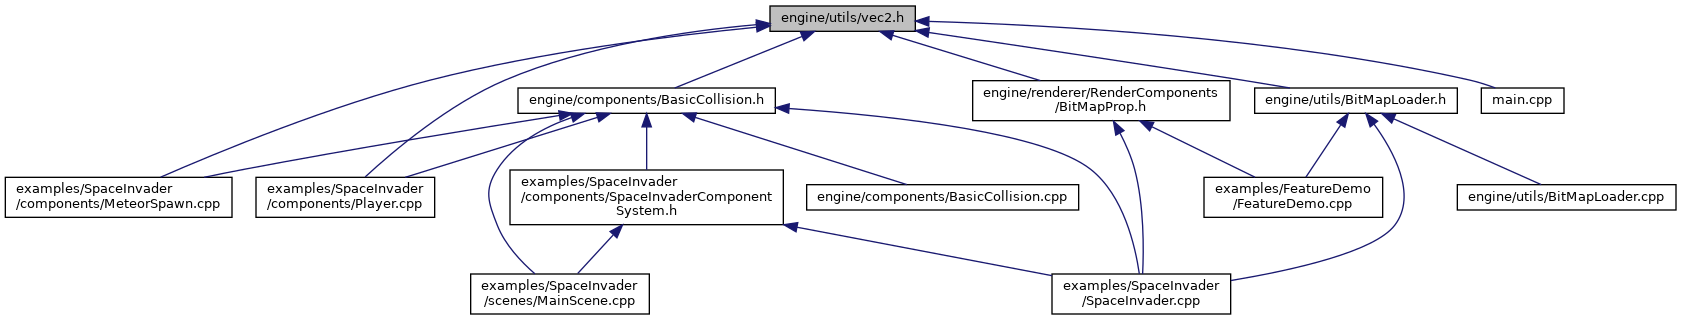 engine/utils/vec2.h
engine/components/BasicCollision.h
engine/renderer/RenderComponents
/BitMapProp.h
engine/utils/BitMapLoader.h
main.cpp
examples/SpaceInvader
/components/MeteorSpawn.cpp
examples/SpaceInvader
/components/Player.cpp
examples/SpaceInvader
/components/SpaceInvaderComponent
System.h
engine/components/BasicCollision.cpp
examples/FeatureDemo
/FeatureDemo.cpp
engine/utils/BitMapLoader.cpp
examples/SpaceInvader
/scenes/MainScene.cpp
examples/SpaceInvader
/SpaceInvader.cpp